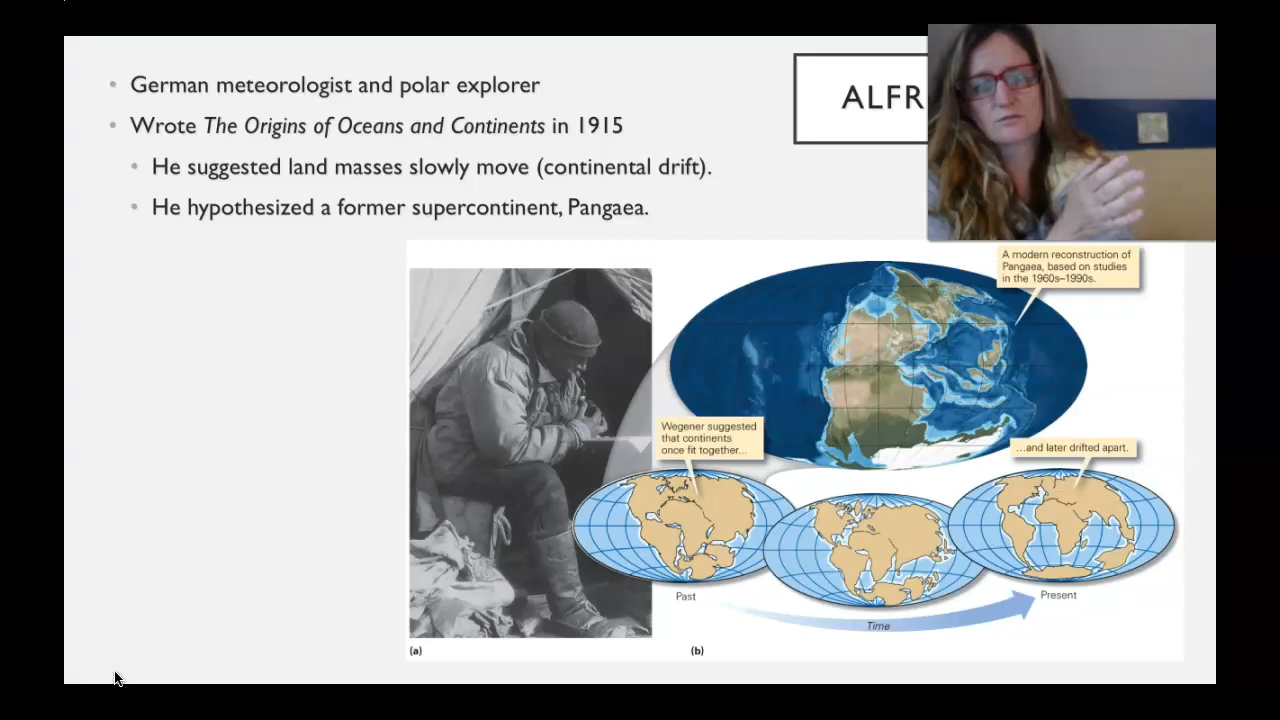 German meteorologist and polar explorer
Wrote The Origins of Oceans and Continents in 1915
He suggested land masses slowly move (continental drift).
He hypothesized a former supercontinent, Pangaea.
ALFR
A modern reconstruction of
Pangaea, based on studies
in the 1960s–1990s.
Wegener suggested
that continents
once fit together...
...and later drifted apart.
Past
Present
Time
(a)
(b)